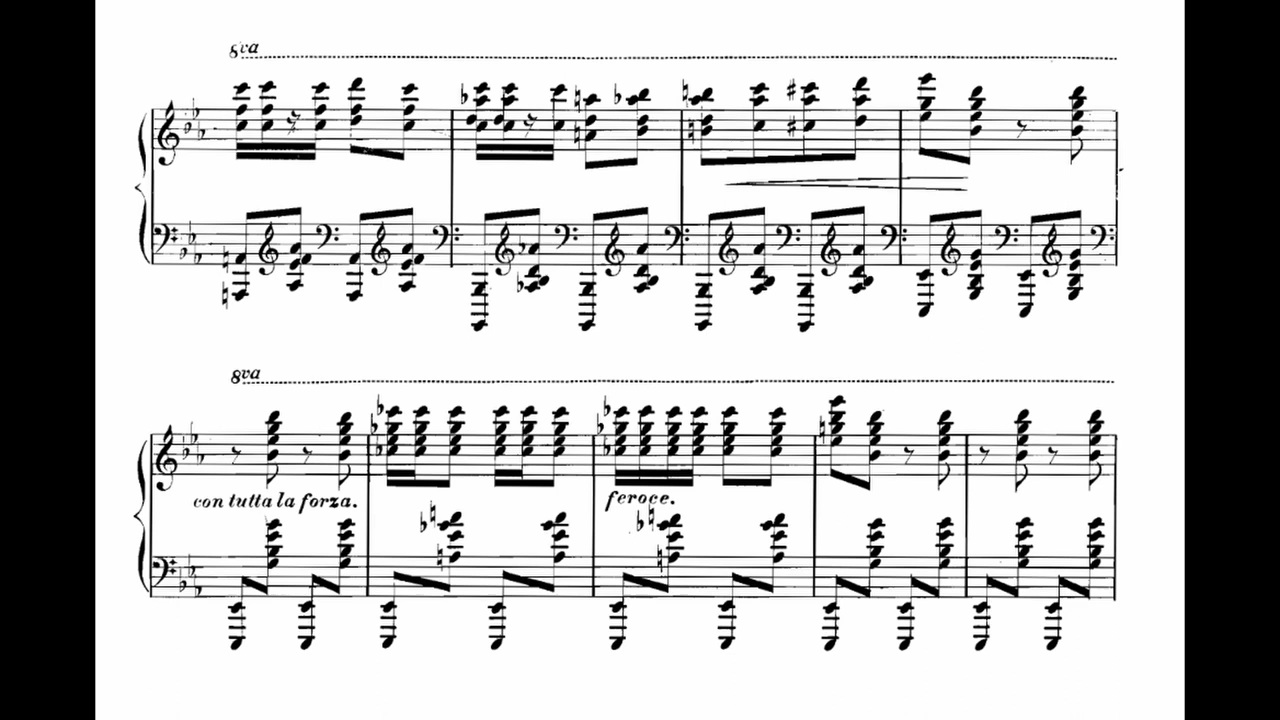 8va
8va
con tutta la forza.
feroce.